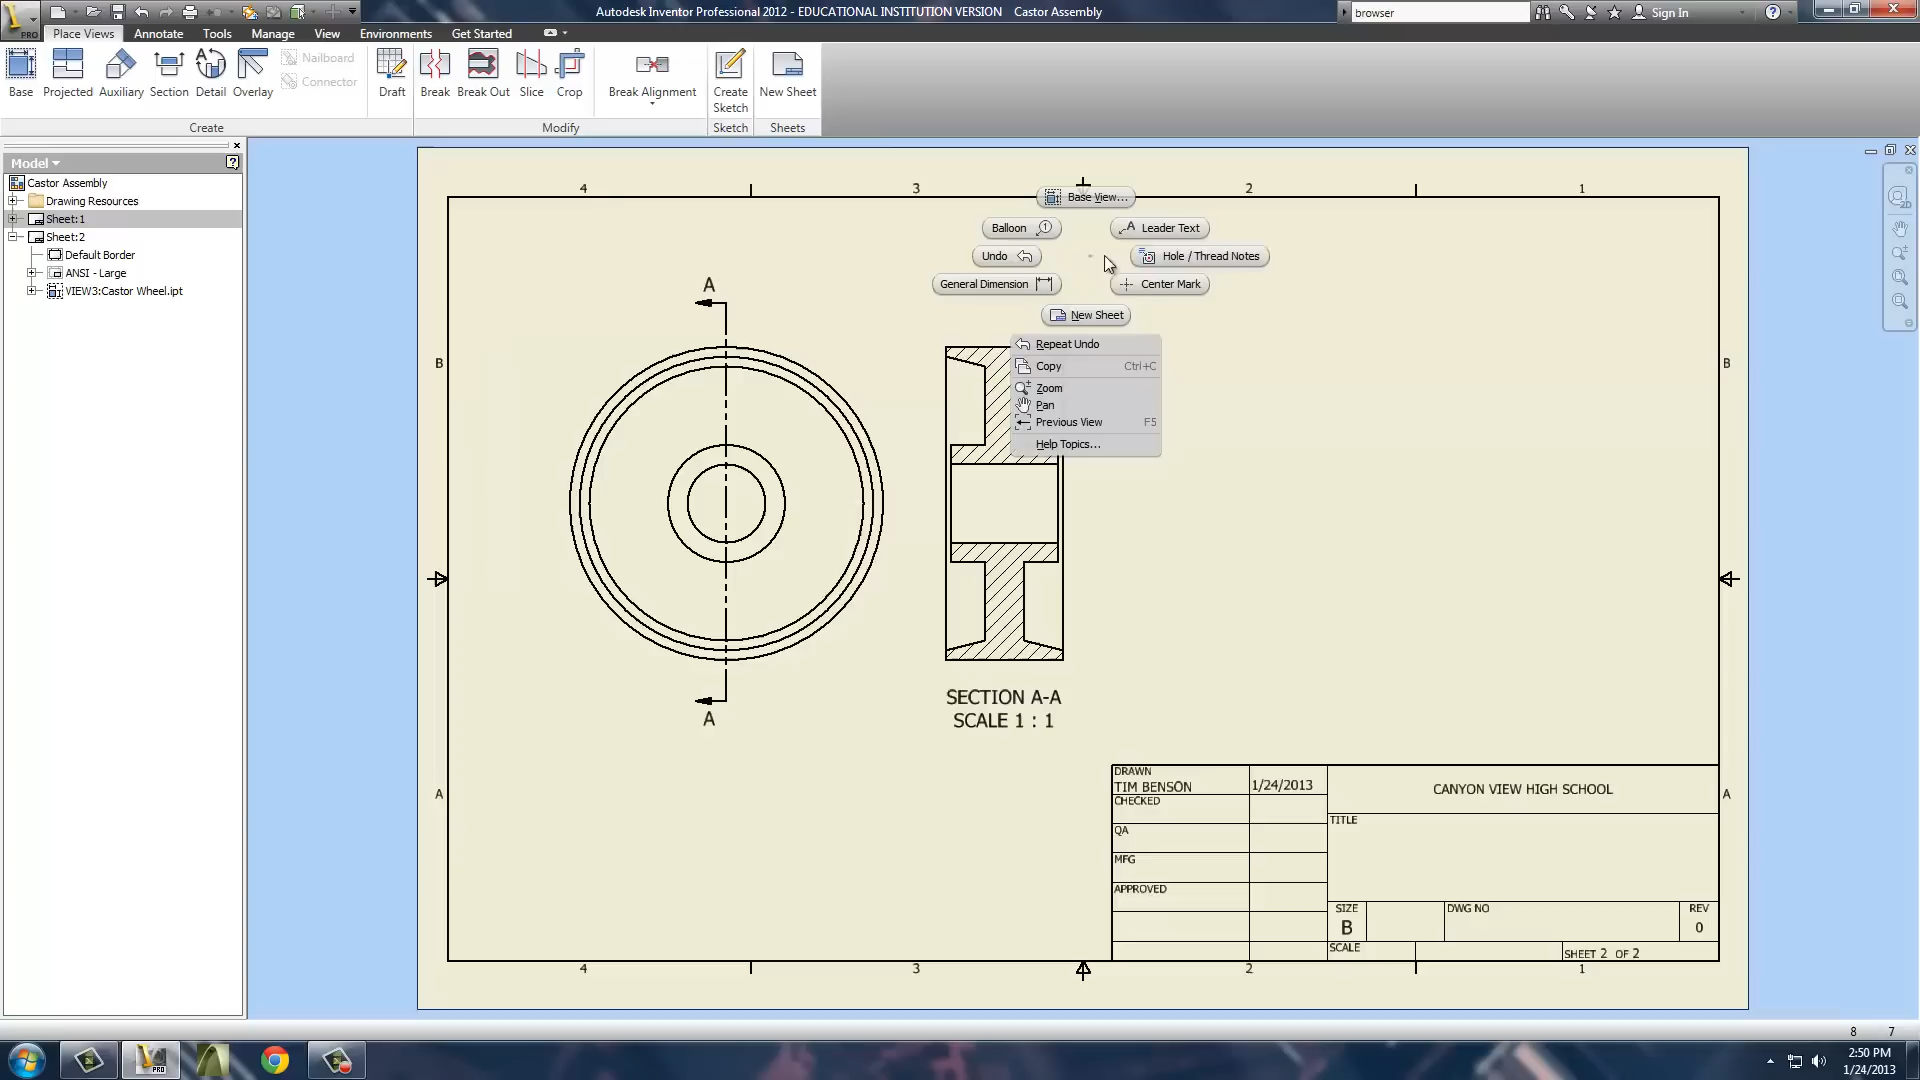 Autodesk Inventor Professional 2012 - EDUCATIONAL INSTITUTION VERSION Castor Assembly
browser
Sign In
PRO
Place Views Annotate Tools Manage View Environments Get Started
Base Projected Auxiliary Section Detail Overlay
Nailboard
Connector
Draft
Break Break Out Slice Crop
Break Alignment
Create
Sketch
New Sheet
Create Modify Sketch Sheets
Model
Castor Assembly
Drawing Resources
Sheet:1
Sheet:2
Default Border
ANSI - Large
VIEW3:Castor Wheel.ipt
4 3 2 1
Base View...
Balloon
Leader Text
Undo
Hole / Thread Notes
General Dimension
Center Mark
New Sheet
Repeat Undo
Copy Ctrl+C
Zoom
Pan
Previous View F5
Help Topics...
A
B B
A
SECTION A-A
SCALE 1 : 1
A A
DRAWN
TIM BENSON 1/24/2013
CHECKED
QA
MFG
APPROVED
CANYON VIEW HIGH SCHOOL
TITLE
SIZE
B
DWG NO
REV
0
SCALE
SHEET 2 OF 2
4 3 2 1
8 7
PRO
2:50 PM
1/24/2013
2D